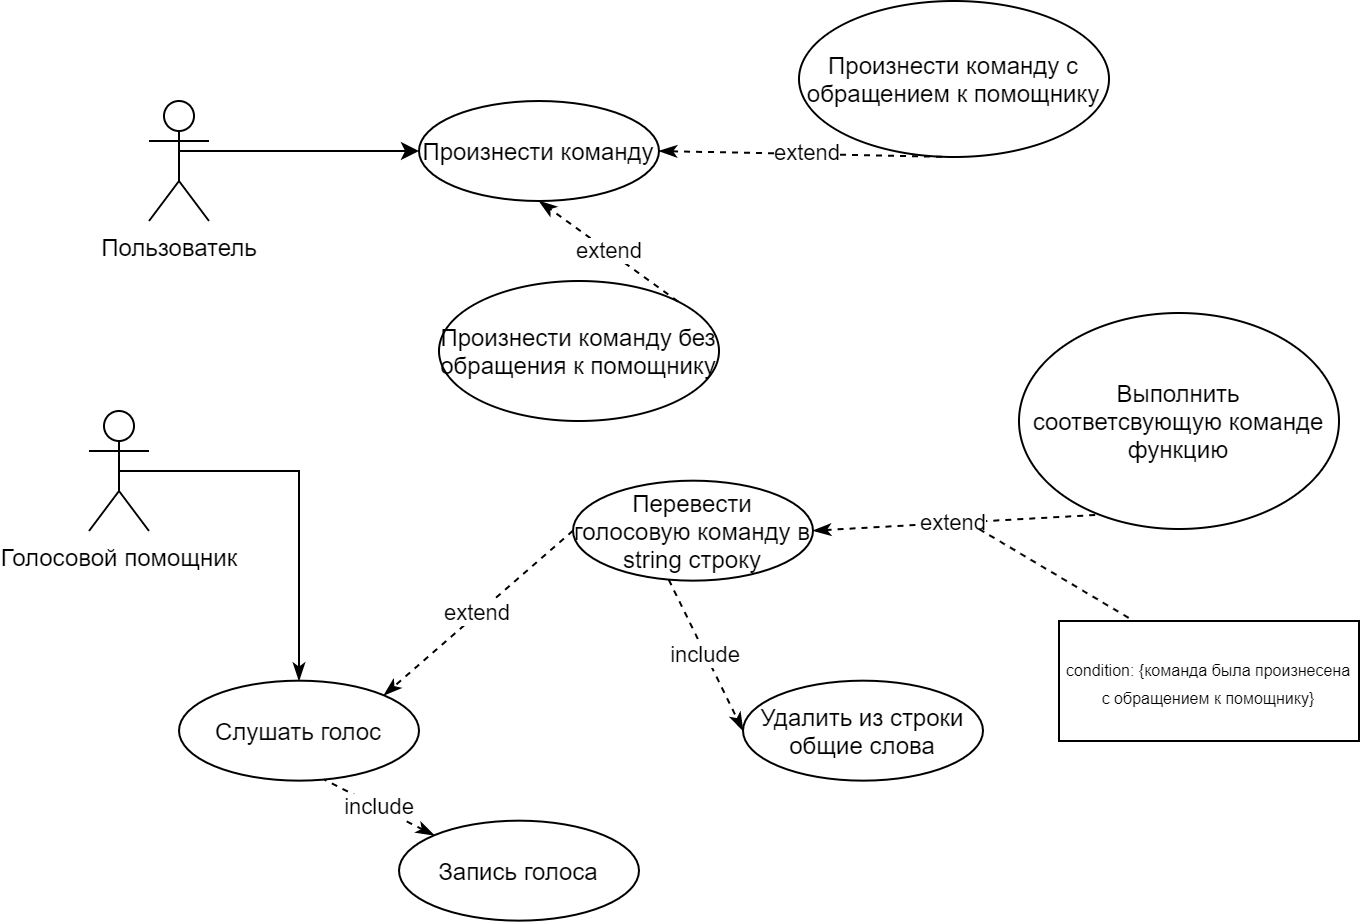 Произнести команду с
обращением к помощнику
Произнести команду
extend
Пользователь
extend
Произнести команду без
обращения к помощнику
Выполнить
соответсвующую команде
функцию
Голосовой помощник
Перевести
голосовую команду в
string строку
extend
extend
include
condition: {команда была произнесена
с обращением к помощнику}
Слушать голос
Удалить из строки
общие слова
include
Запись голоса